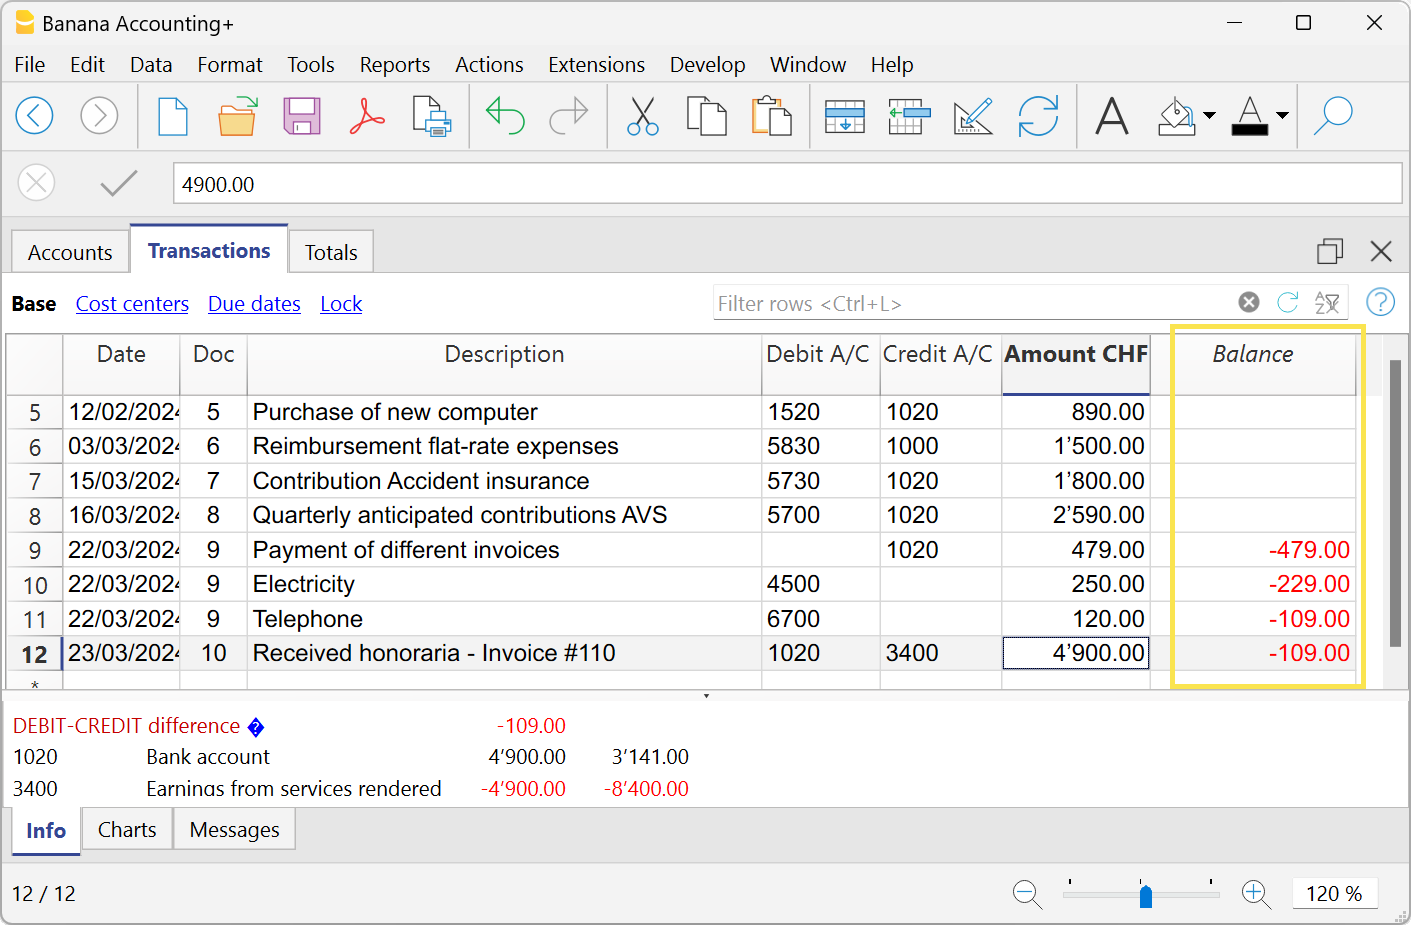 Banana Accounting+
File Edit Data Format Tools Reports Actions Extensions Develop Window Help
4900.00
Accounts Transactions Totals
Base Cost centers Due dates Lock Filter rows <Ctrl+L>
Date Doc Description Debit A/C Credit A/C Amount CHF Balance
5 12/02/2024 5 Purchase of new computer 1520 1020 890.00
6 03/03/2024 6 Reimbursement flat-rate expenses 5830 1000 1’500.00
7 15/03/2024 7 Contribution Accident insurance 5730 1020 1’800.00
8 16/03/2024 8 Quarterly anticipated contributions AVS 5700 1020 2’590.00
9 22/03/2024 9 Payment of different invoices 1020 479.00 -479.00
10 22/03/2024 9 Electricity 4500 250.00 -229.00
11 22/03/2024 9 Telephone 6700 120.00 -109.00
12 23/03/2024 10 Received honoraria - Invoice #110 1020 3400 4’900.00 -109.00
*
DEBIT-CREDIT difference -109.00
1020 Bank account 4’900.00 3’141.00
3400 Earnings from services rendered -4’900.00 -8’400.00
Info Charts Messages
12 / 12 120 %